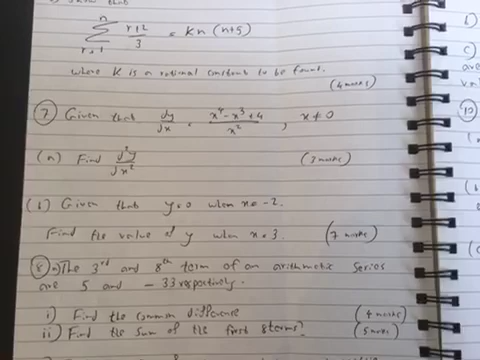 n
Σ r+2/3 = Kn (n+5)
r=1
where K is a rational constant to be found.
(4 marks)
7 Given that dy/dx = x⁴-x³+4/x², x≠0
(a) Find d²y/dx² (3 marks)
(b) Given that y=0 when x=-2.
Find the value of y when x=3. (7 marks)
8 a) The 3rd and 8th term of an arithmetic series
are 5 and -33 respectively.
i) Find the common difference (4 marks)
ii) Find the sum of the first 8 terms? (5 marks)
b)
c)
are
10